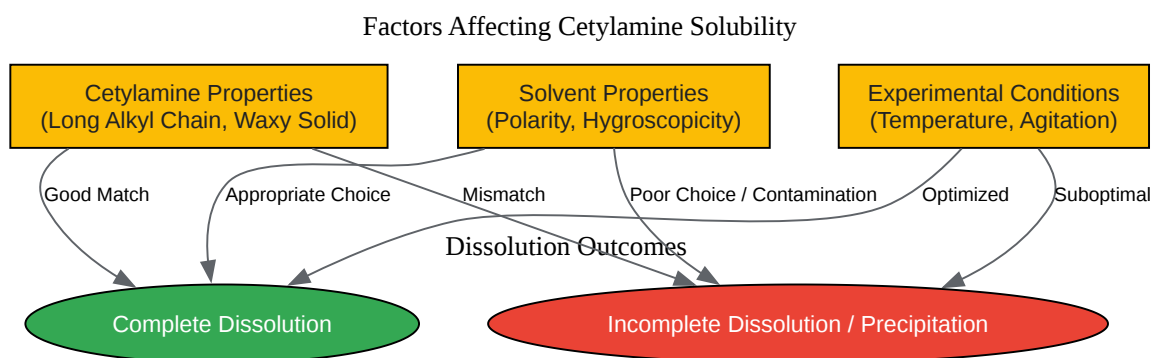 Factors Affecting Cetylamine Solubility
Cetylamine Properties
(Long Alkyl Chain, Waxy Solid)
Solvent Properties
(Polarity, Hygroscopicity)
Experimental Conditions
(Temperature, Agitation)
Good Match
Appropriate Choice
Mismatch
Poor Choice / Contamination
Optimized
Suboptimal
Dissolution Outcomes
Complete Dissolution
Incomplete Dissolution / Precipitation